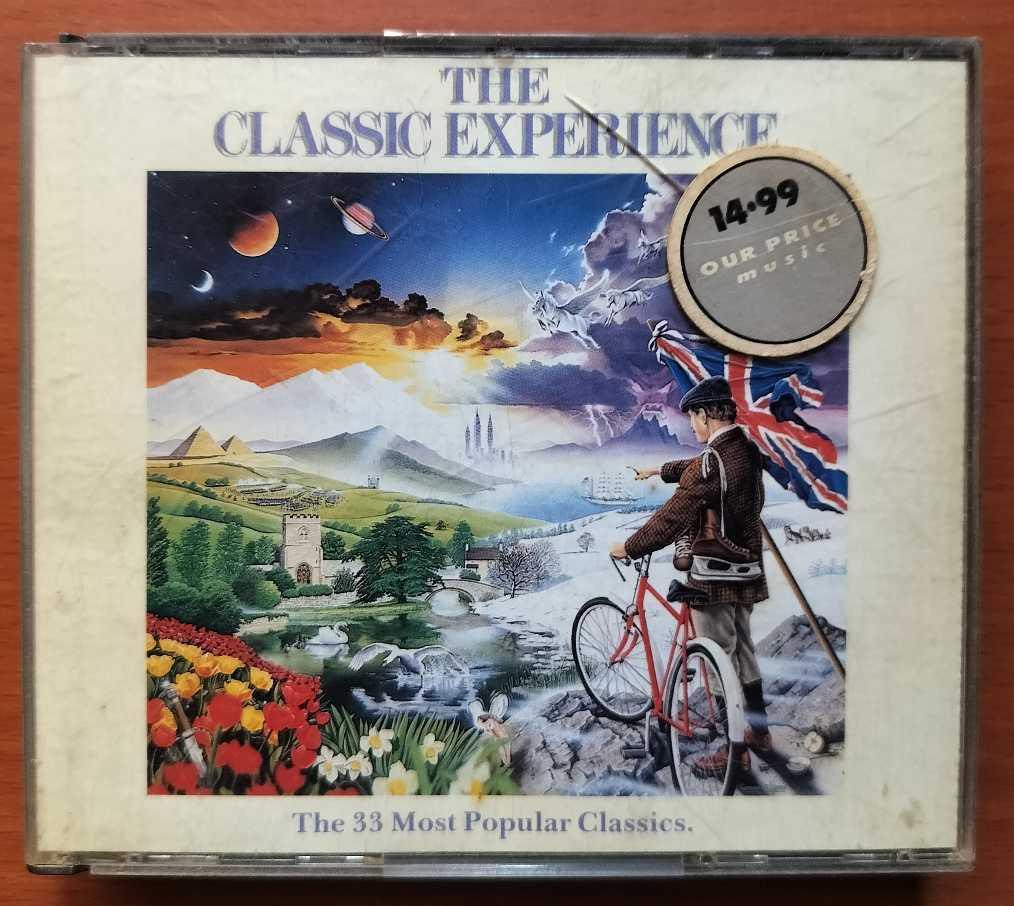 THE
CLASSIC EXPERIENCE
14.99
OUR PRICE
music
The 33 Most Popular Classics.